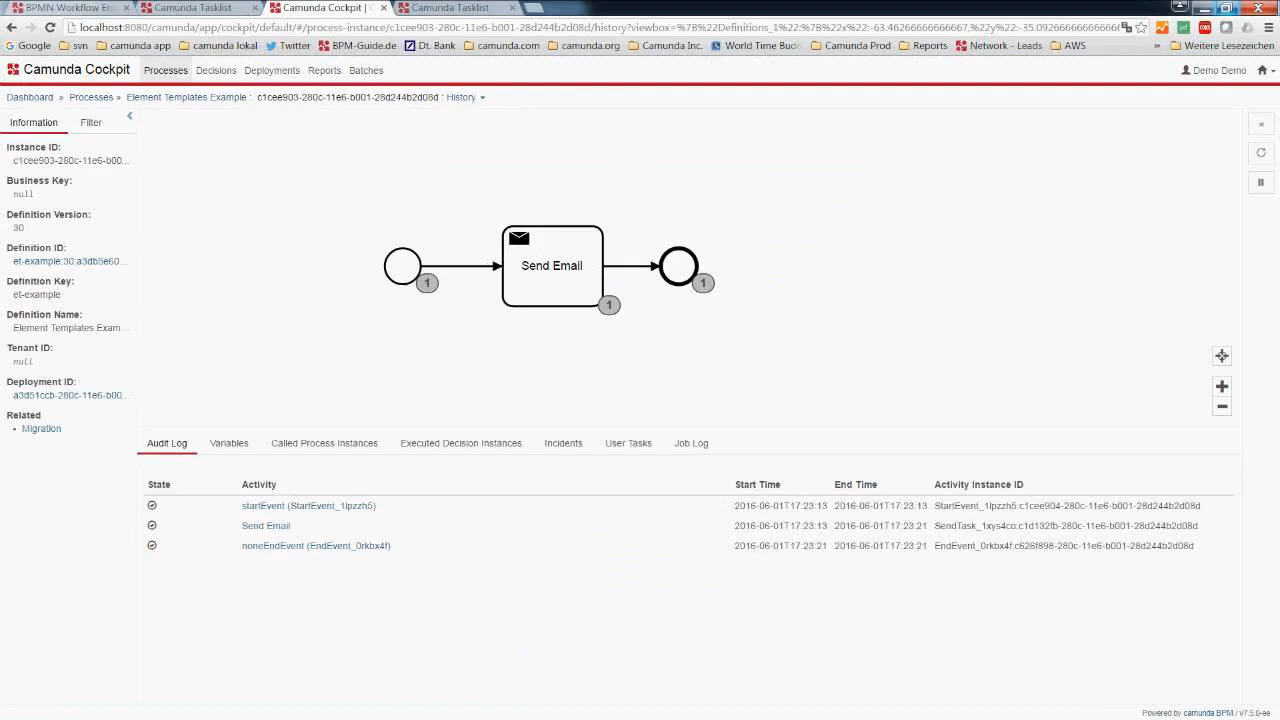 BPMN Workflow En
Camunda Tasklist
Camunda Cockpit |
Camunda Tasklist
localhost:8080/camunda/app/cockpit/default/#/process-instance/c1cee903-280c-11e6-b001-28d244b2d08d/history?viewbox=%7B%22Definitions_1%22:%7B%22x%22:-63.46266666666667,%22y%22:-35.09266666666666
Google
svn
camunda app
camunda lokal
Twitter
BPM-Guide.de
Dt. Bank
camunda.com
camunda.org
Camunda Inc.
World Time Budd
Camunda Prod
Reports
Network - Leads
AWS
» Weitere Lesezeichen
Camunda Cockpit
Processes
Decisions
Deployments
Reports
Batches
Demo Demo
Dashboard » Processes » Element Templates Example : c1cee903-280c-11e6-b001-28d244b2d08d : History
Information
Filter
Instance ID:
c1cee903-280c-11e6-b00...
Business Key:
null
Definition Version:
30
Definition ID:
et-example:30:a3db5e60...
Definition Key:
et-example
Definition Name:
Element Templates Exam...
Tenant ID:
null
Deployment ID:
a3d51ccb-280c-11e6-b00...
Related
• Migration
Send Email
1
1
1
Audit Log
Variables
Called Process Instances
Executed Decision Instances
Incidents
User Tasks
Job Log
State Activity Start Time End Time Activity Instance ID
startEvent (StartEvent_1lpzzh5) 2016-06-01T17:23:13 2016-06-01T17:23:13 StartEvent_1lpzzh5:c1cee904-280c-11e6-b001-28d244b2d08d
Send Email 2016-06-01T17:23:13 2016-06-01T17:23:21 SendTask_1xys4co:c1d132fb-280c-11e6-b001-28d244b2d08d
noneEndEvent (EndEvent_0rkbx4f) 2016-06-01T17:23:21 2016-06-01T17:23:21 EndEvent_0rkbx4f:c626f898-280c-11e6-b001-28d244b2d08d
Powered by camunda BPM / v7.5.0-ee